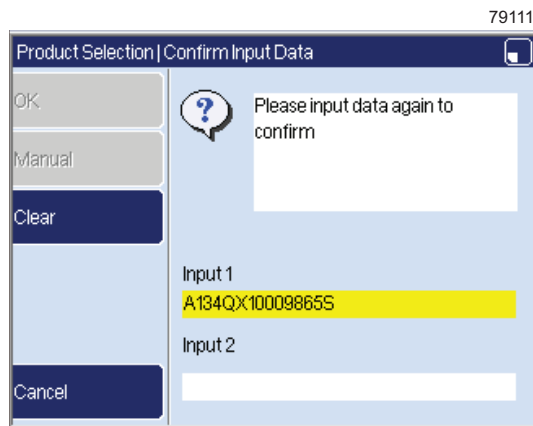 79111
Product Selection | Confirm Input Data
OK
Please input data again to
confirm
Manual
Clear
Input 1
A134QX10009865S
Input 2
Cancel